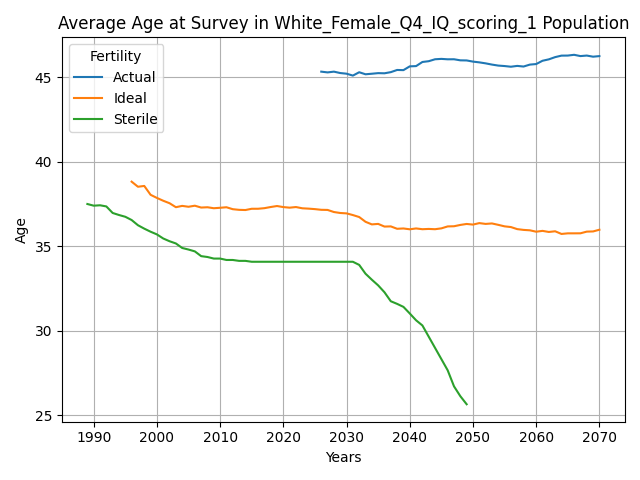 Average Age at Survey in White_Female_Q4_IQ_scoring_1 Population
Fertility
Actual
Ideal
Sterile
Age
45
40
35
30
25
1990 2000 2010 2020 2030 2040 2050 2060 2070
Years